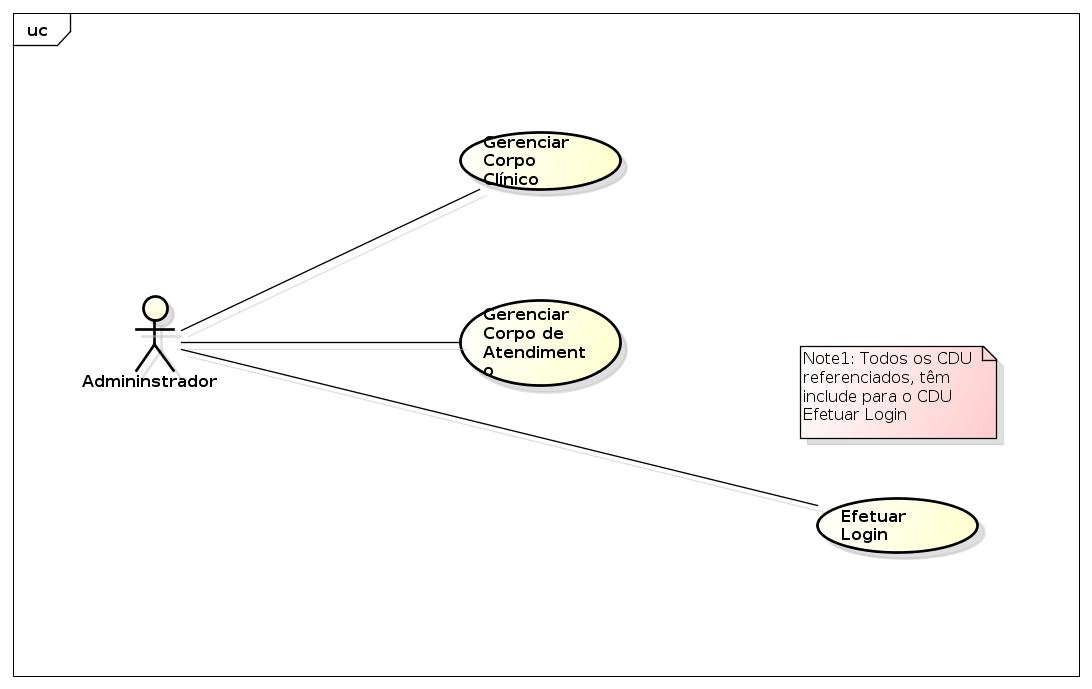 uc
Gerenciar
Corpo
Clínico
Gerenciar
Corpo de
Atendiment
o
Admininstrador
Note1: Todos os CDU
referenciados, têm
include para o CDU
Efetuar Login
Efetuar
Login